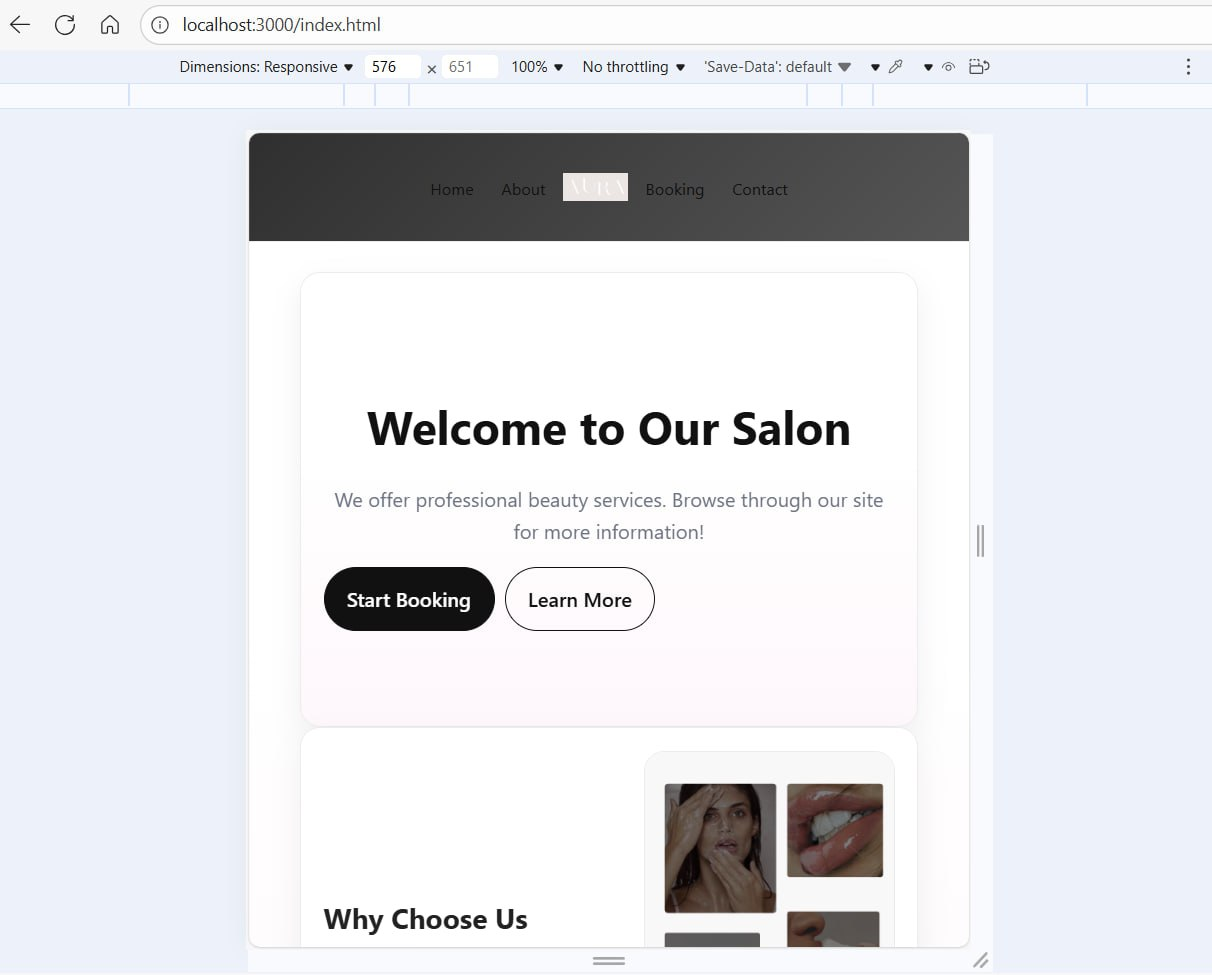 localhost:3000/index.html
Dimensions: Responsive 576 × 651 100% No throttling 'Save-Data': default
Home About AURA Booking Contact
Welcome to Our Salon
We offer professional beauty services. Browse through our site
for more information!
Start Booking Learn More
Why Choose Us